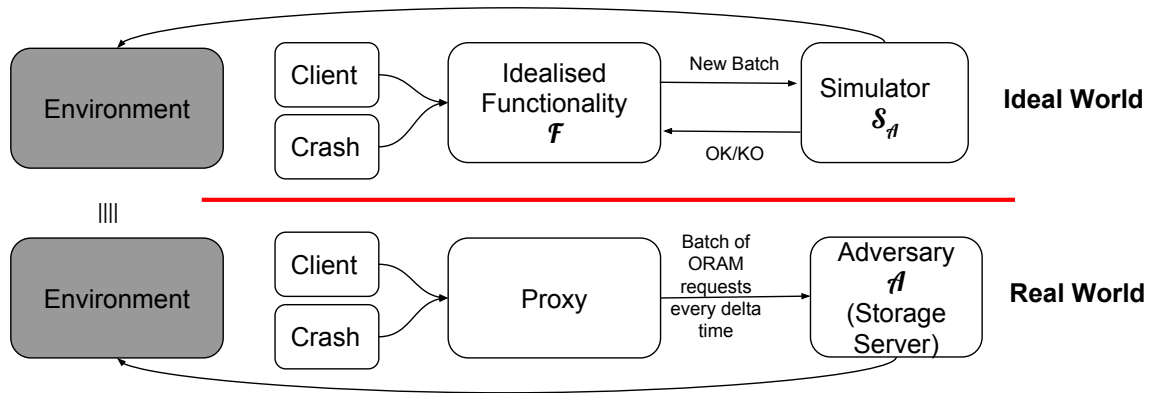 Environment
Client
Crash
Idealised
Functionality
ℱ
New Batch
OK/KO
Simulator
𝒮𝒜
Ideal World
||||
Environment
Client
Crash
Proxy
Batch of
ORAM
requests
every delta
time
Adversary
𝒜
(Storage
Server)
Real World